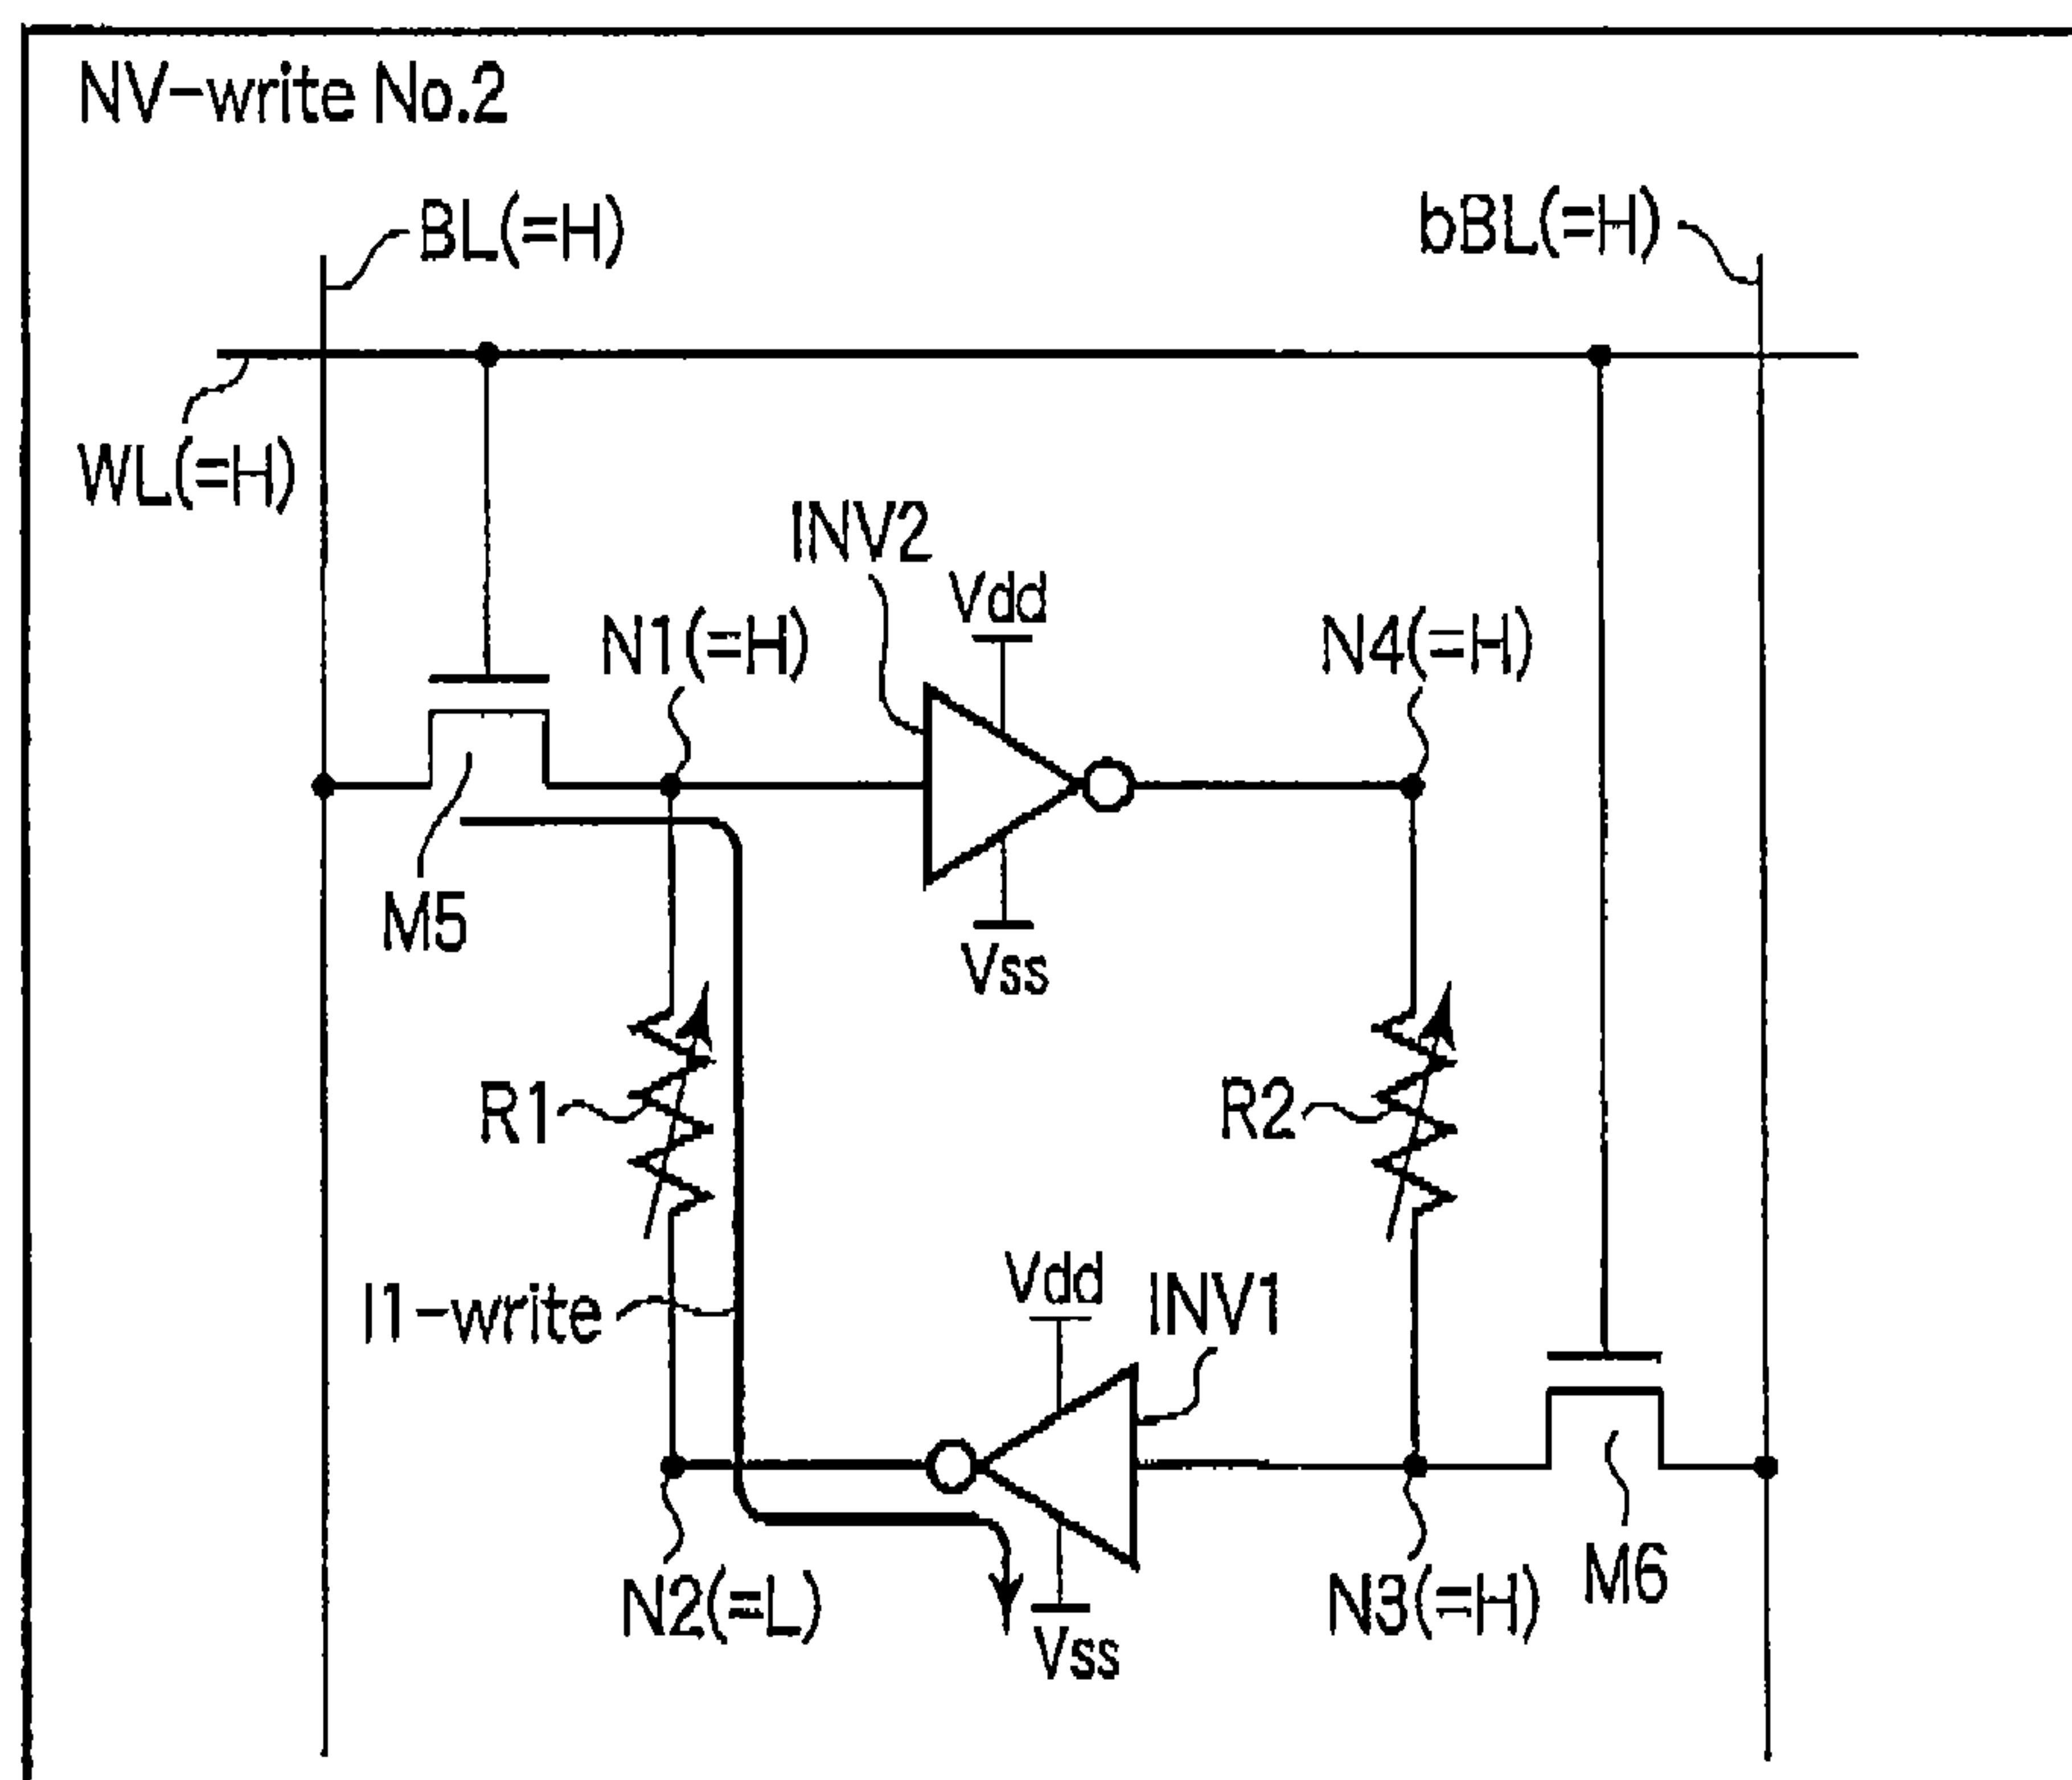 NV-write No.2
BL(=H)
bBL(=H)
WL(=H)
INV2
Vdd
N1(=H)
N4(=H)
M5
Vss
R1
R2
I1-write
Vdd
INV1
N2(=L)
Vss
N3(=H)
M6